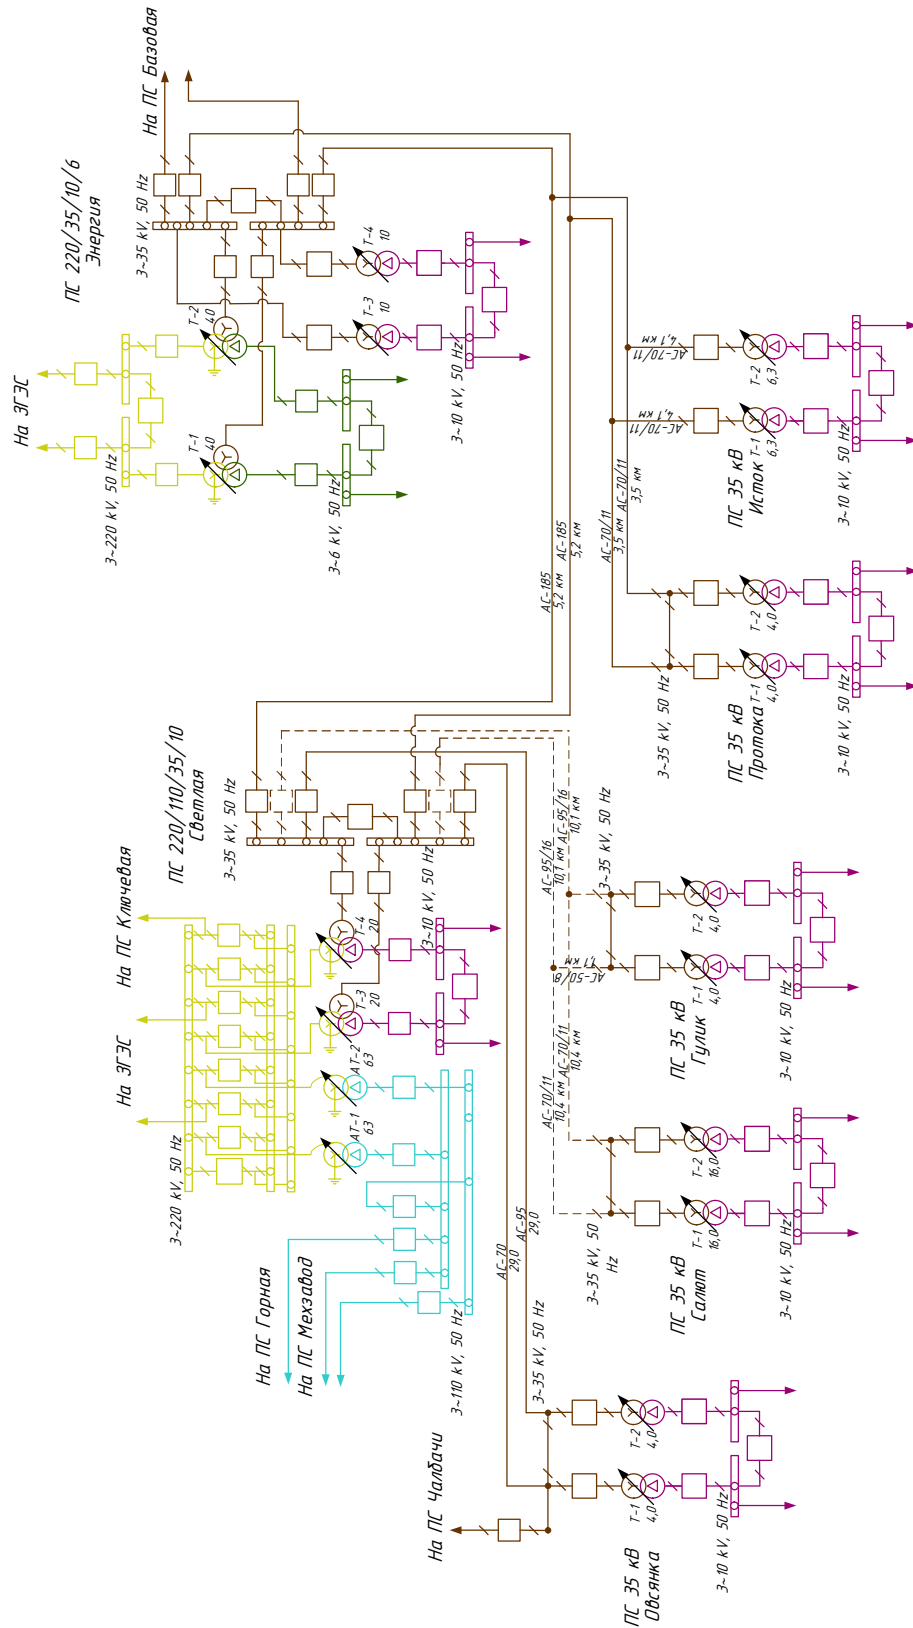 На ПС Базовая
ПС 220/35/10/6
Энергия
3~35 kV, 50 Hz
На ЗГЭС
3~220 kV, 50 Hz
Т-1
40
Т-2
40
Т-3
10
Т-4
10
3~6 kV, 50 Hz
3~10 kV, 50 Hz
АС-185
5,2 км
АС-185
5,2 км
АС-70/11
3,5 км
АС-70/11
3,5 км
АС-70/11
4,1 км
АС-70/11
4,1 км
ПС 35 кВ
Исток
Т-1
6,3
Т-2
6,3
3~10 kV, 50 Hz
3~35 kV, 50 Hz
ПС 35 кВ
Протока
Т-1
4,0
Т-2
4,0
3~10 kV, 50 Hz
ПС 220/110/35/10
Светлая
3~35 kV, 50 Hz
На ПС Ключевая
На ЗГЭС
3~220 kV, 50 Hz
АТ-1
63
АТ-2
63
Т-3
20
Т-4
20
3~10 kV, 50 Hz
На ПС Горная
На ПС Мехзавод
3~110 kV, 50 Hz
АС-95/16
10,1 км
АС-95/16
10,1 км
3~35 kV, 50 Hz
АС-50/8
1,1 км
ПС 35 кВ
Гулик
Т-1
4,0
Т-2
4,0
3~10 kV, 50 Hz
АС-70/11
10,4 км
АС-70/11
10,4 км
3~35 kV, 50
Hz
ПС 35 кВ
Салют
Т-1
16,0
Т-2
16,0
3~10 kV, 50 Hz
АС-70
29,0
АС-95
29,0
3~35 kV, 50 Hz
На ПС Чалбачи
ПС 35 кВ
Овсянка
Т-1
4,0
Т-2
4,0
3~10 kV, 50 Hz